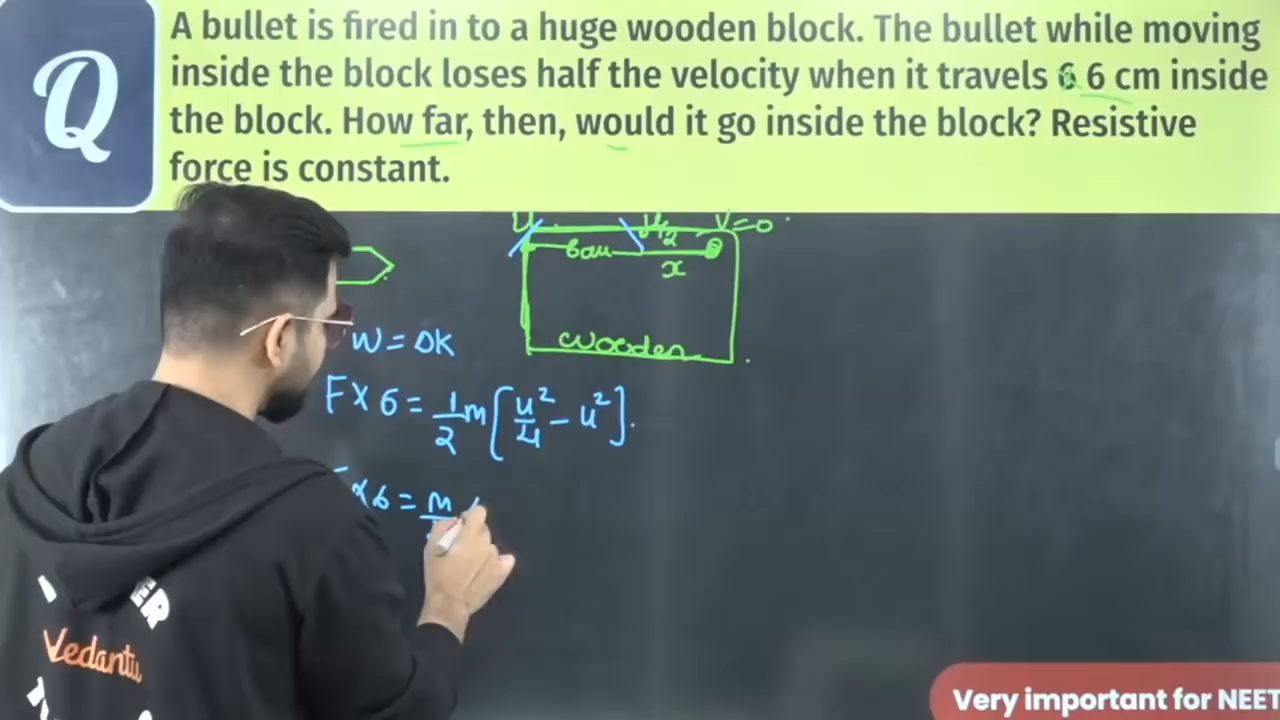 Q
A bullet is fired in to a huge wooden block. The bullet while moving
inside the block loses half the velocity when it travels 6 6 cm inside
the block. How far, then, would it go inside the block? Resistive
force is constant.
U u/2 V=0
6cm
x
Wooden
W = ΔK
F x 6 = 1/2 m [u²/4 - u²].
x 6 = m
Vedantu
Very important for NEET